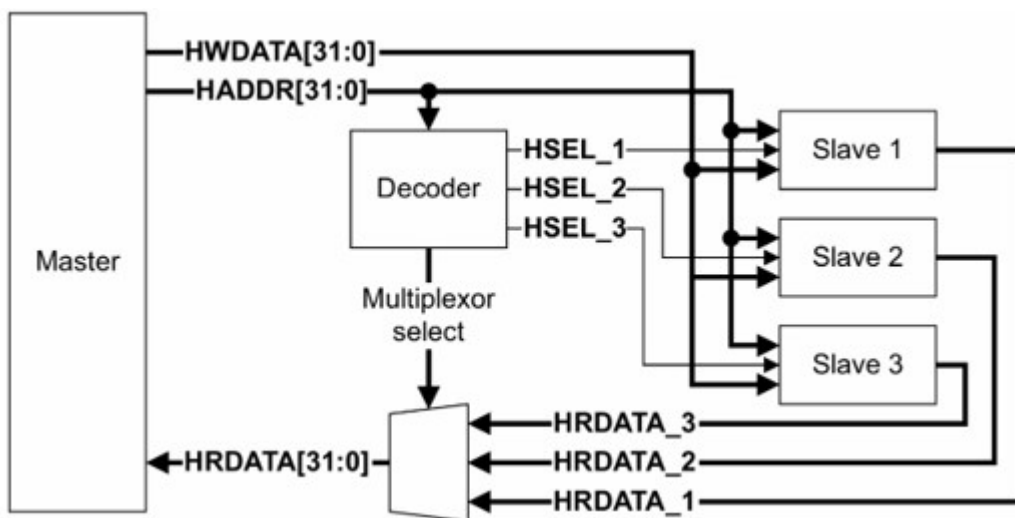 HWDATA[31:0]
HADDR[31:0]
HSEL_1
Slave 1
Decoder
HSEL_2
HSEL_3
Master
Slave 2
Multiplexor
select
Slave 3
HRDATA_3
HRDATA[31:0]
HRDATA_2
HRDATA_1